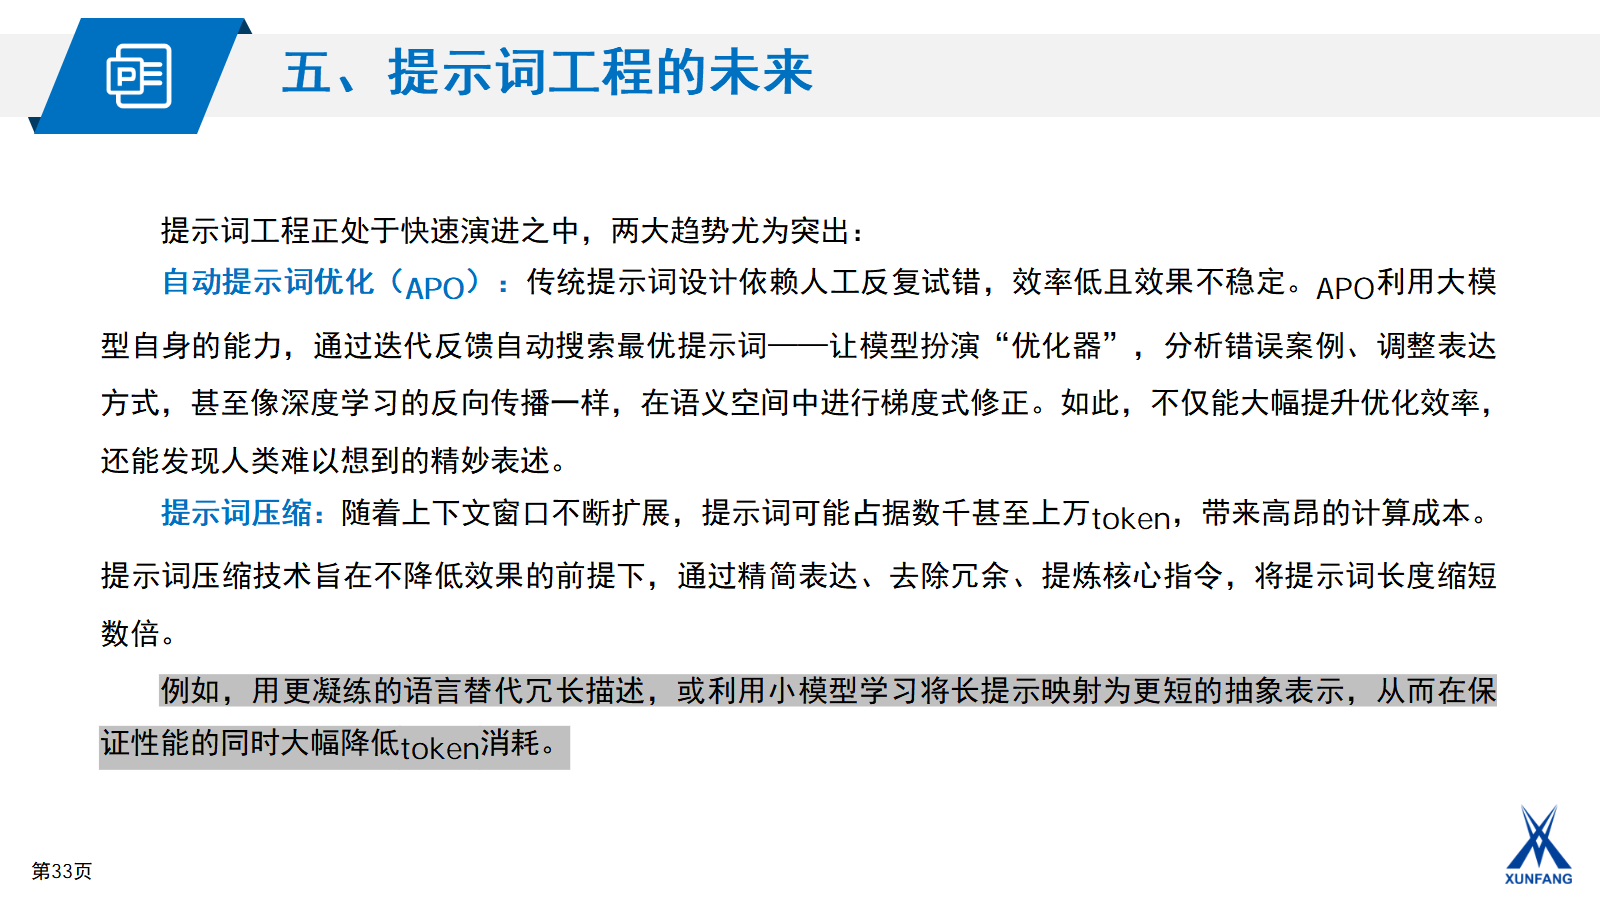 五、提示词工程的未来
提示词工程正处于快速演进之中，两大趋势尤为突出：
自动提示词优化（APO）：传统提示词设计依赖人工反复试错，效率低且效果不稳定。APO利用大模
型自身的能力，通过迭代反馈自动搜索最优提示词——让模型扮演“优化器”，分析错误案例、调整表达
方式，甚至像深度学习的反向传播一样，在语义空间中进行梯度式修正。如此，不仅能大幅提升优化效率，
还能发现人类难以想到的精妙表述。
提示词压缩：随着上下文窗口不断扩展，提示词可能占据数千甚至上万token，带来高昂的计算成本。
提示词压缩技术旨在不降低效果的前提下，通过精简表达、去除冗余、提炼核心指令，将提示词长度缩短
数倍。
例如，用更凝练的语言替代冗长描述，或利用小模型学习将长提示映射为更短的抽象表示，从而在保
证性能的同时大幅降低token消耗。
第33页
XUNFANG